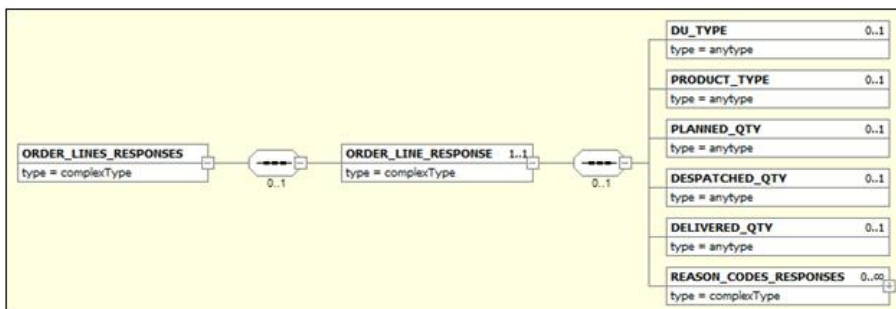 DU_TYPE 0..1
type = anytype
PRODUCT_TYPE 0..1
type = anytype
PLANNED_QTY 0..1
type = anytype
ORDER_LINES_RESPONSES
type = complexType
0..1
ORDER_LINE_RESPONSE 1..1
type = complexType
0..1
DESPATCHED_QTY 0..1
type = anytype
DELIVERED_QTY 0..1
type = anytype
REASON_CODES_RESPONSES 0..∞
type = complexType